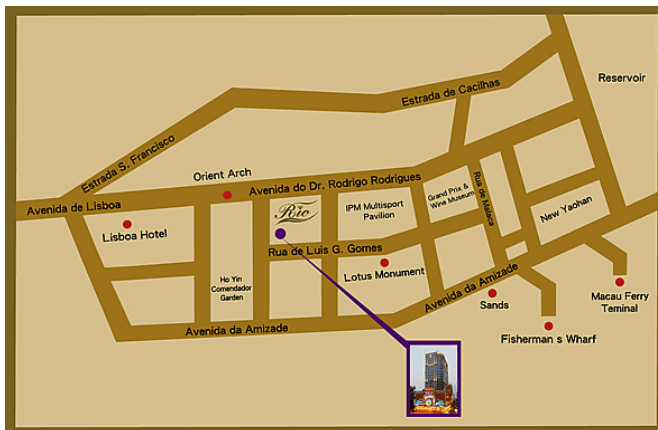 Reservoir
Estrada de Cacilhas
Estrada S. Francisco
Orient Arch
Avenida do Dr. Rodrigo Rodrigues
Avenida de Lisboa
Rio
IPM Multisport
Pavilion
Grand Prix &
Wine Museum
Rua de Malaca
New Yaohan
Lisboa Hotel
Rua de Luis G. Gomes
Ho Yin
Comendador
Garden
Lotus Monument
Avenida da Amizade
Sands
Macau Ferry
Teminal
Avenida da Amizade
Fisherman s Wharf